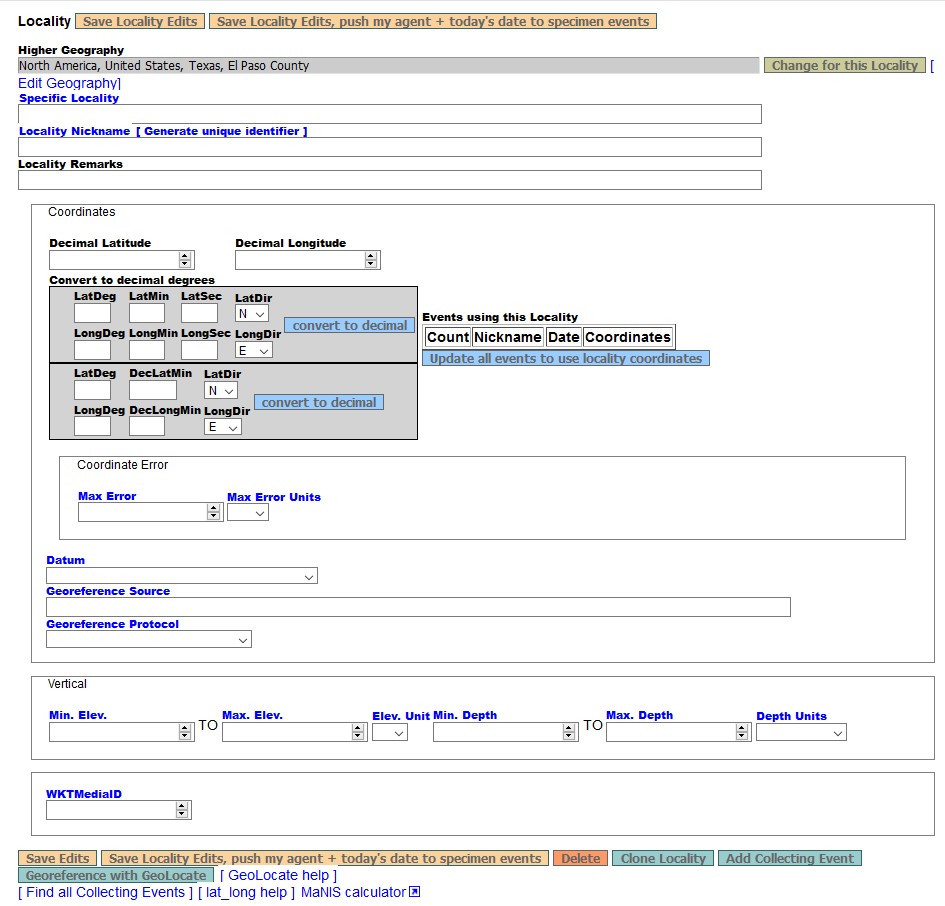 Locality Save Locality Edits Save Locality Edits, push my agent + today's date to specimen events
Higher Geography
North America, United States, Texas, El Paso County Change for this Locality [
Edit Geography]
Specific Locality
Locality Nickname [ Generate unique identifier ]
Locality Remarks
Coordinates
Decimal Latitude Decimal Longitude
Convert to decimal degrees
LatDeg LatMin LatSec LatDir
N
convert to decimal
LongDeg LongMin LongSec LongDir
E
Events using this Locality
Count Nickname Date Coordinates
Update all events to use locality coordinates
LatDeg DecLatMin LatDir
N
convert to decimal
LongDeg DecLongMin LongDir
E
Coordinate Error
Max Error Max Error Units
Datum
Georeference Source
Georeference Protocol
Vertical
Min. Elev. TO Max. Elev. Elev. Unit Min. Depth TO Max. Depth Depth Units
WKTMediaID
Save Edits Save Locality Edits, push my agent + today's date to specimen events Delete Clone Locality Add Collecting Event
Georeference with GeoLocate [ GeoLocate help ]
[ Find all Collecting Events ] [ lat_long help ] MaNIS calculator